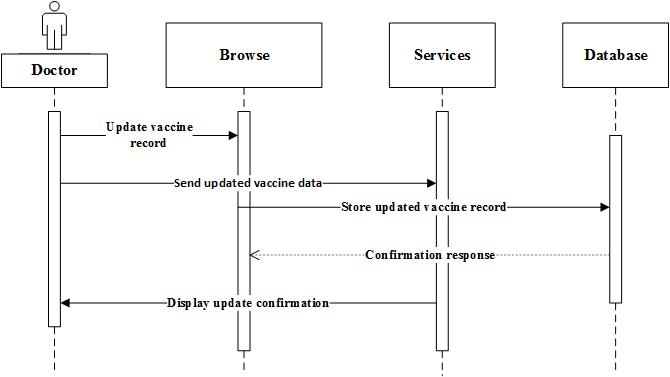 Doctor
Browse
Services
Database
Update vaccine
record
Send updated vaccine data
Store updated vaccine record
Confirmation response
Display update confirmation